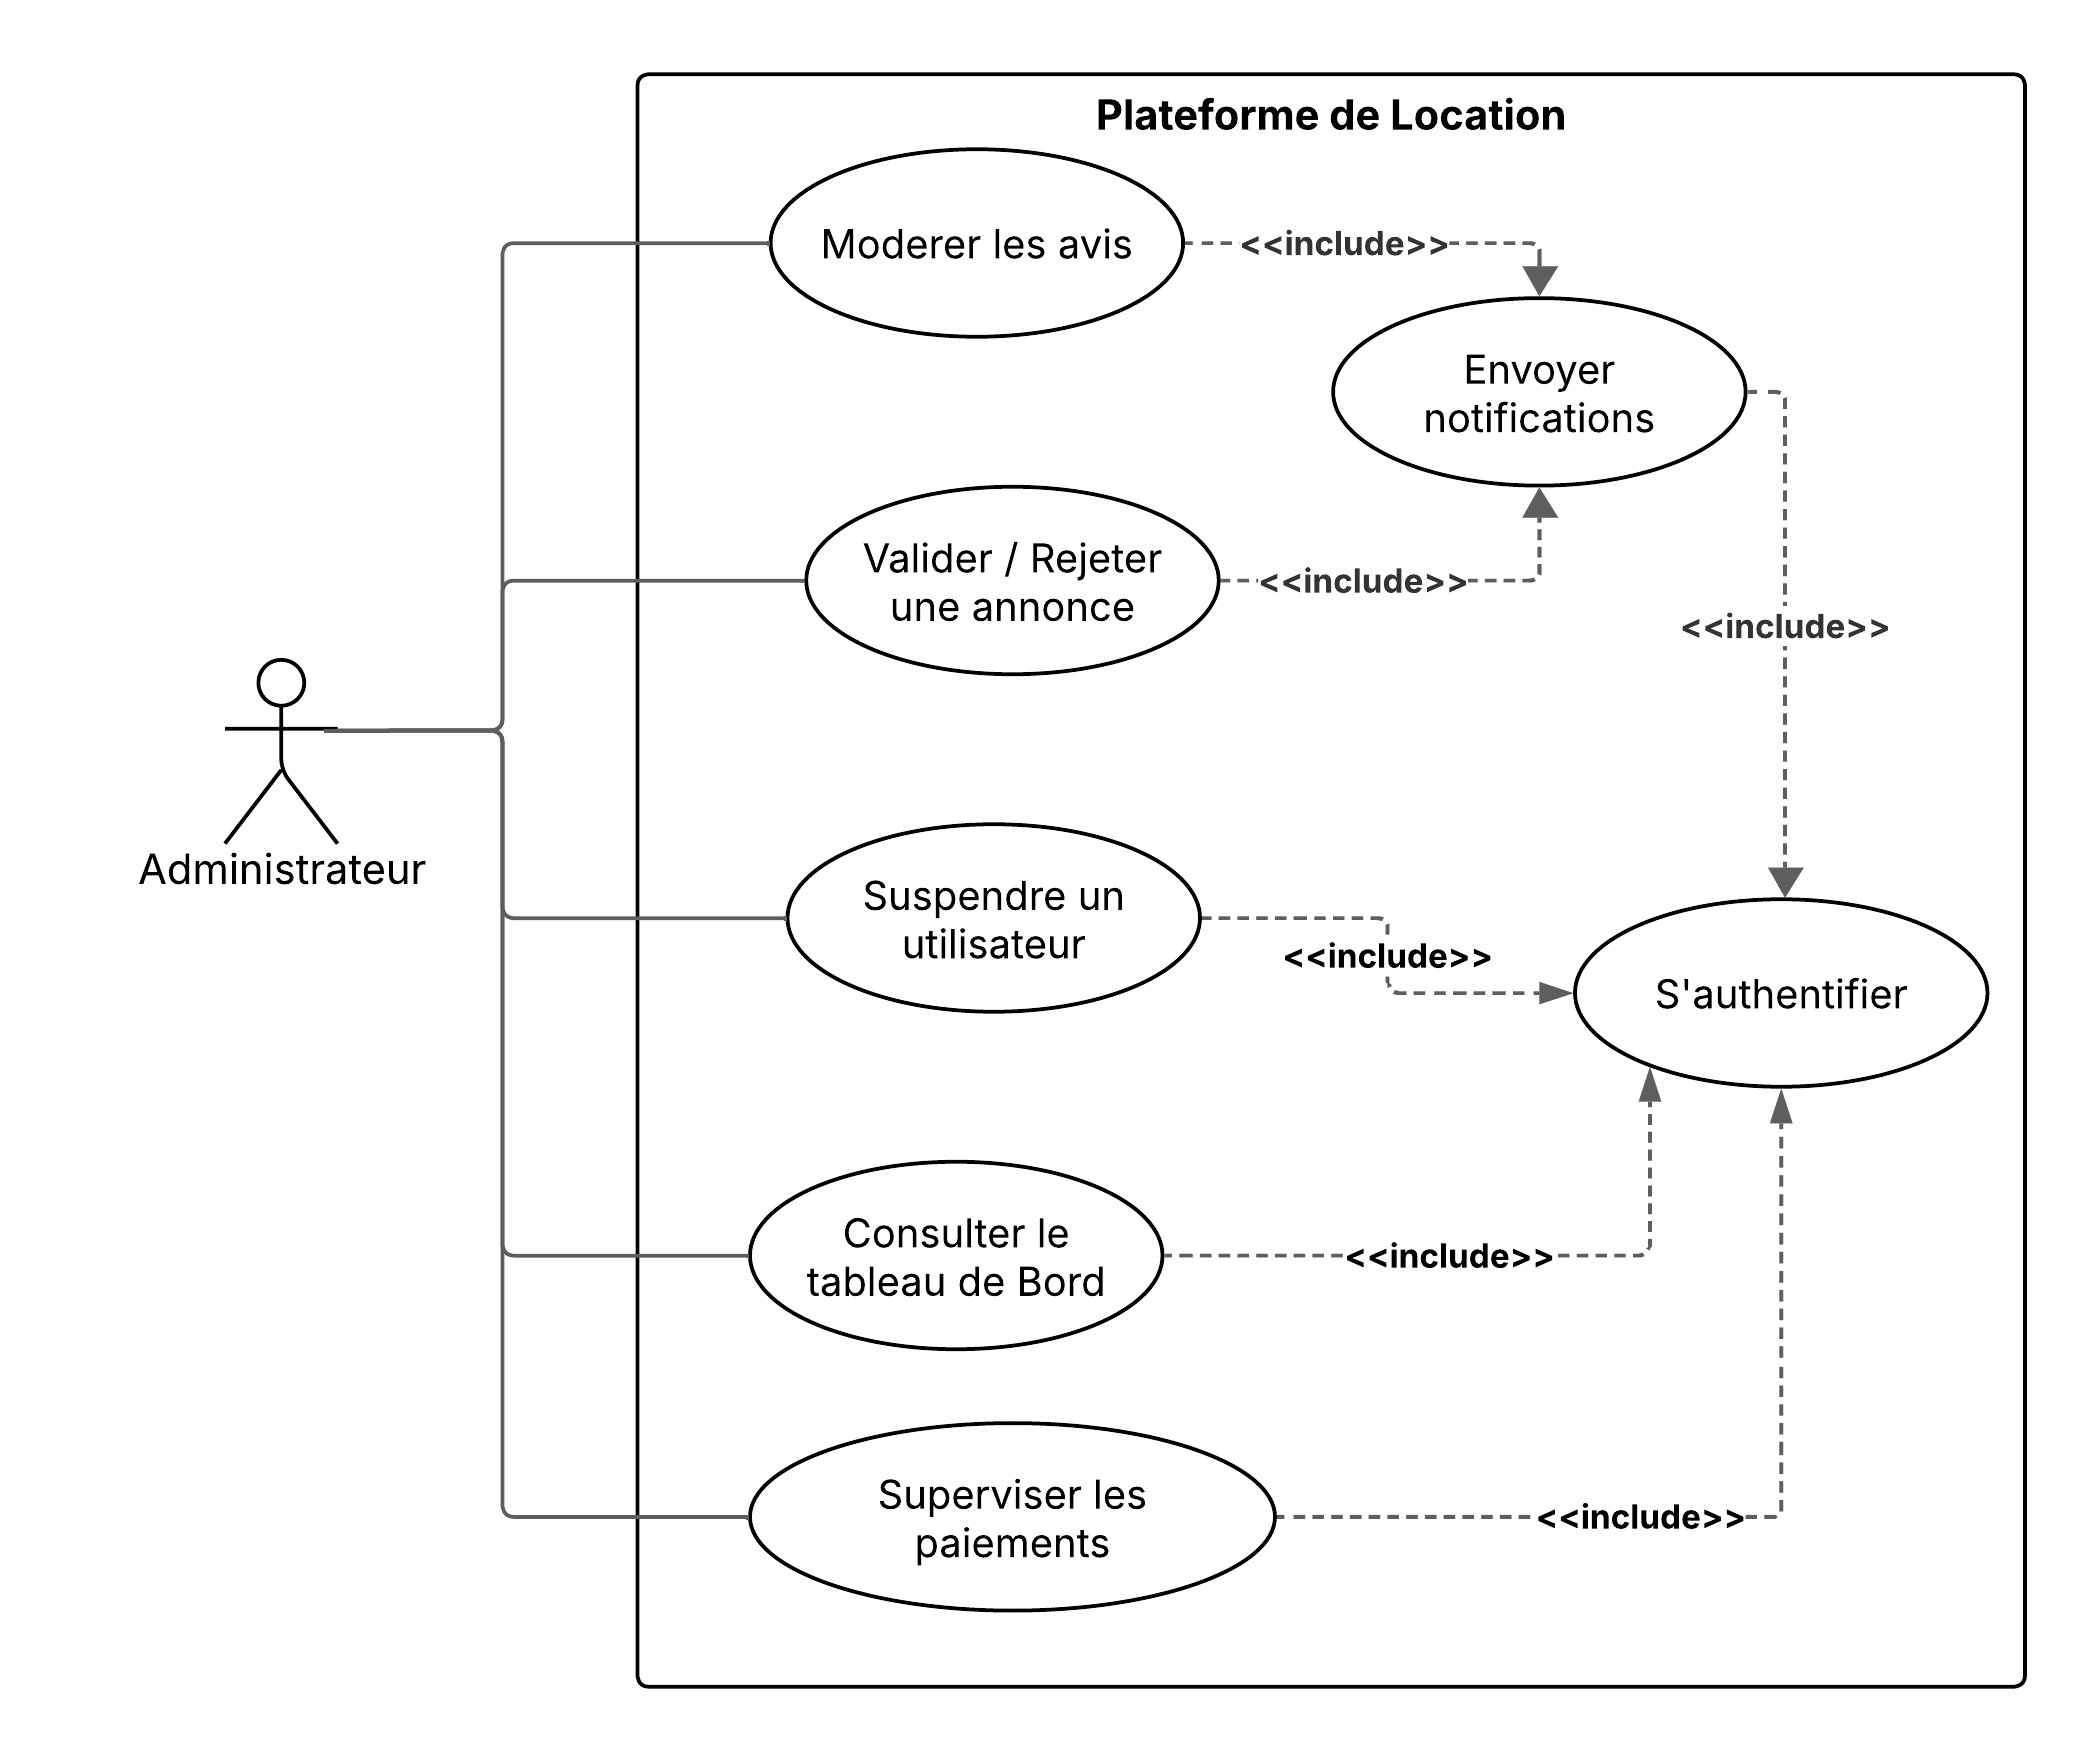 Plateforme de Location
Moderer les avis
<<include>>
Envoyer
notifications
Valider / Rejeter
une annonce
<<include>>
<<include>>
Administrateur
Suspendre un
utilisateur
<<include>>
S'authentifier
Consulter le
tableau de Bord
<<include>>
Superviser les
paiements
<<include>>